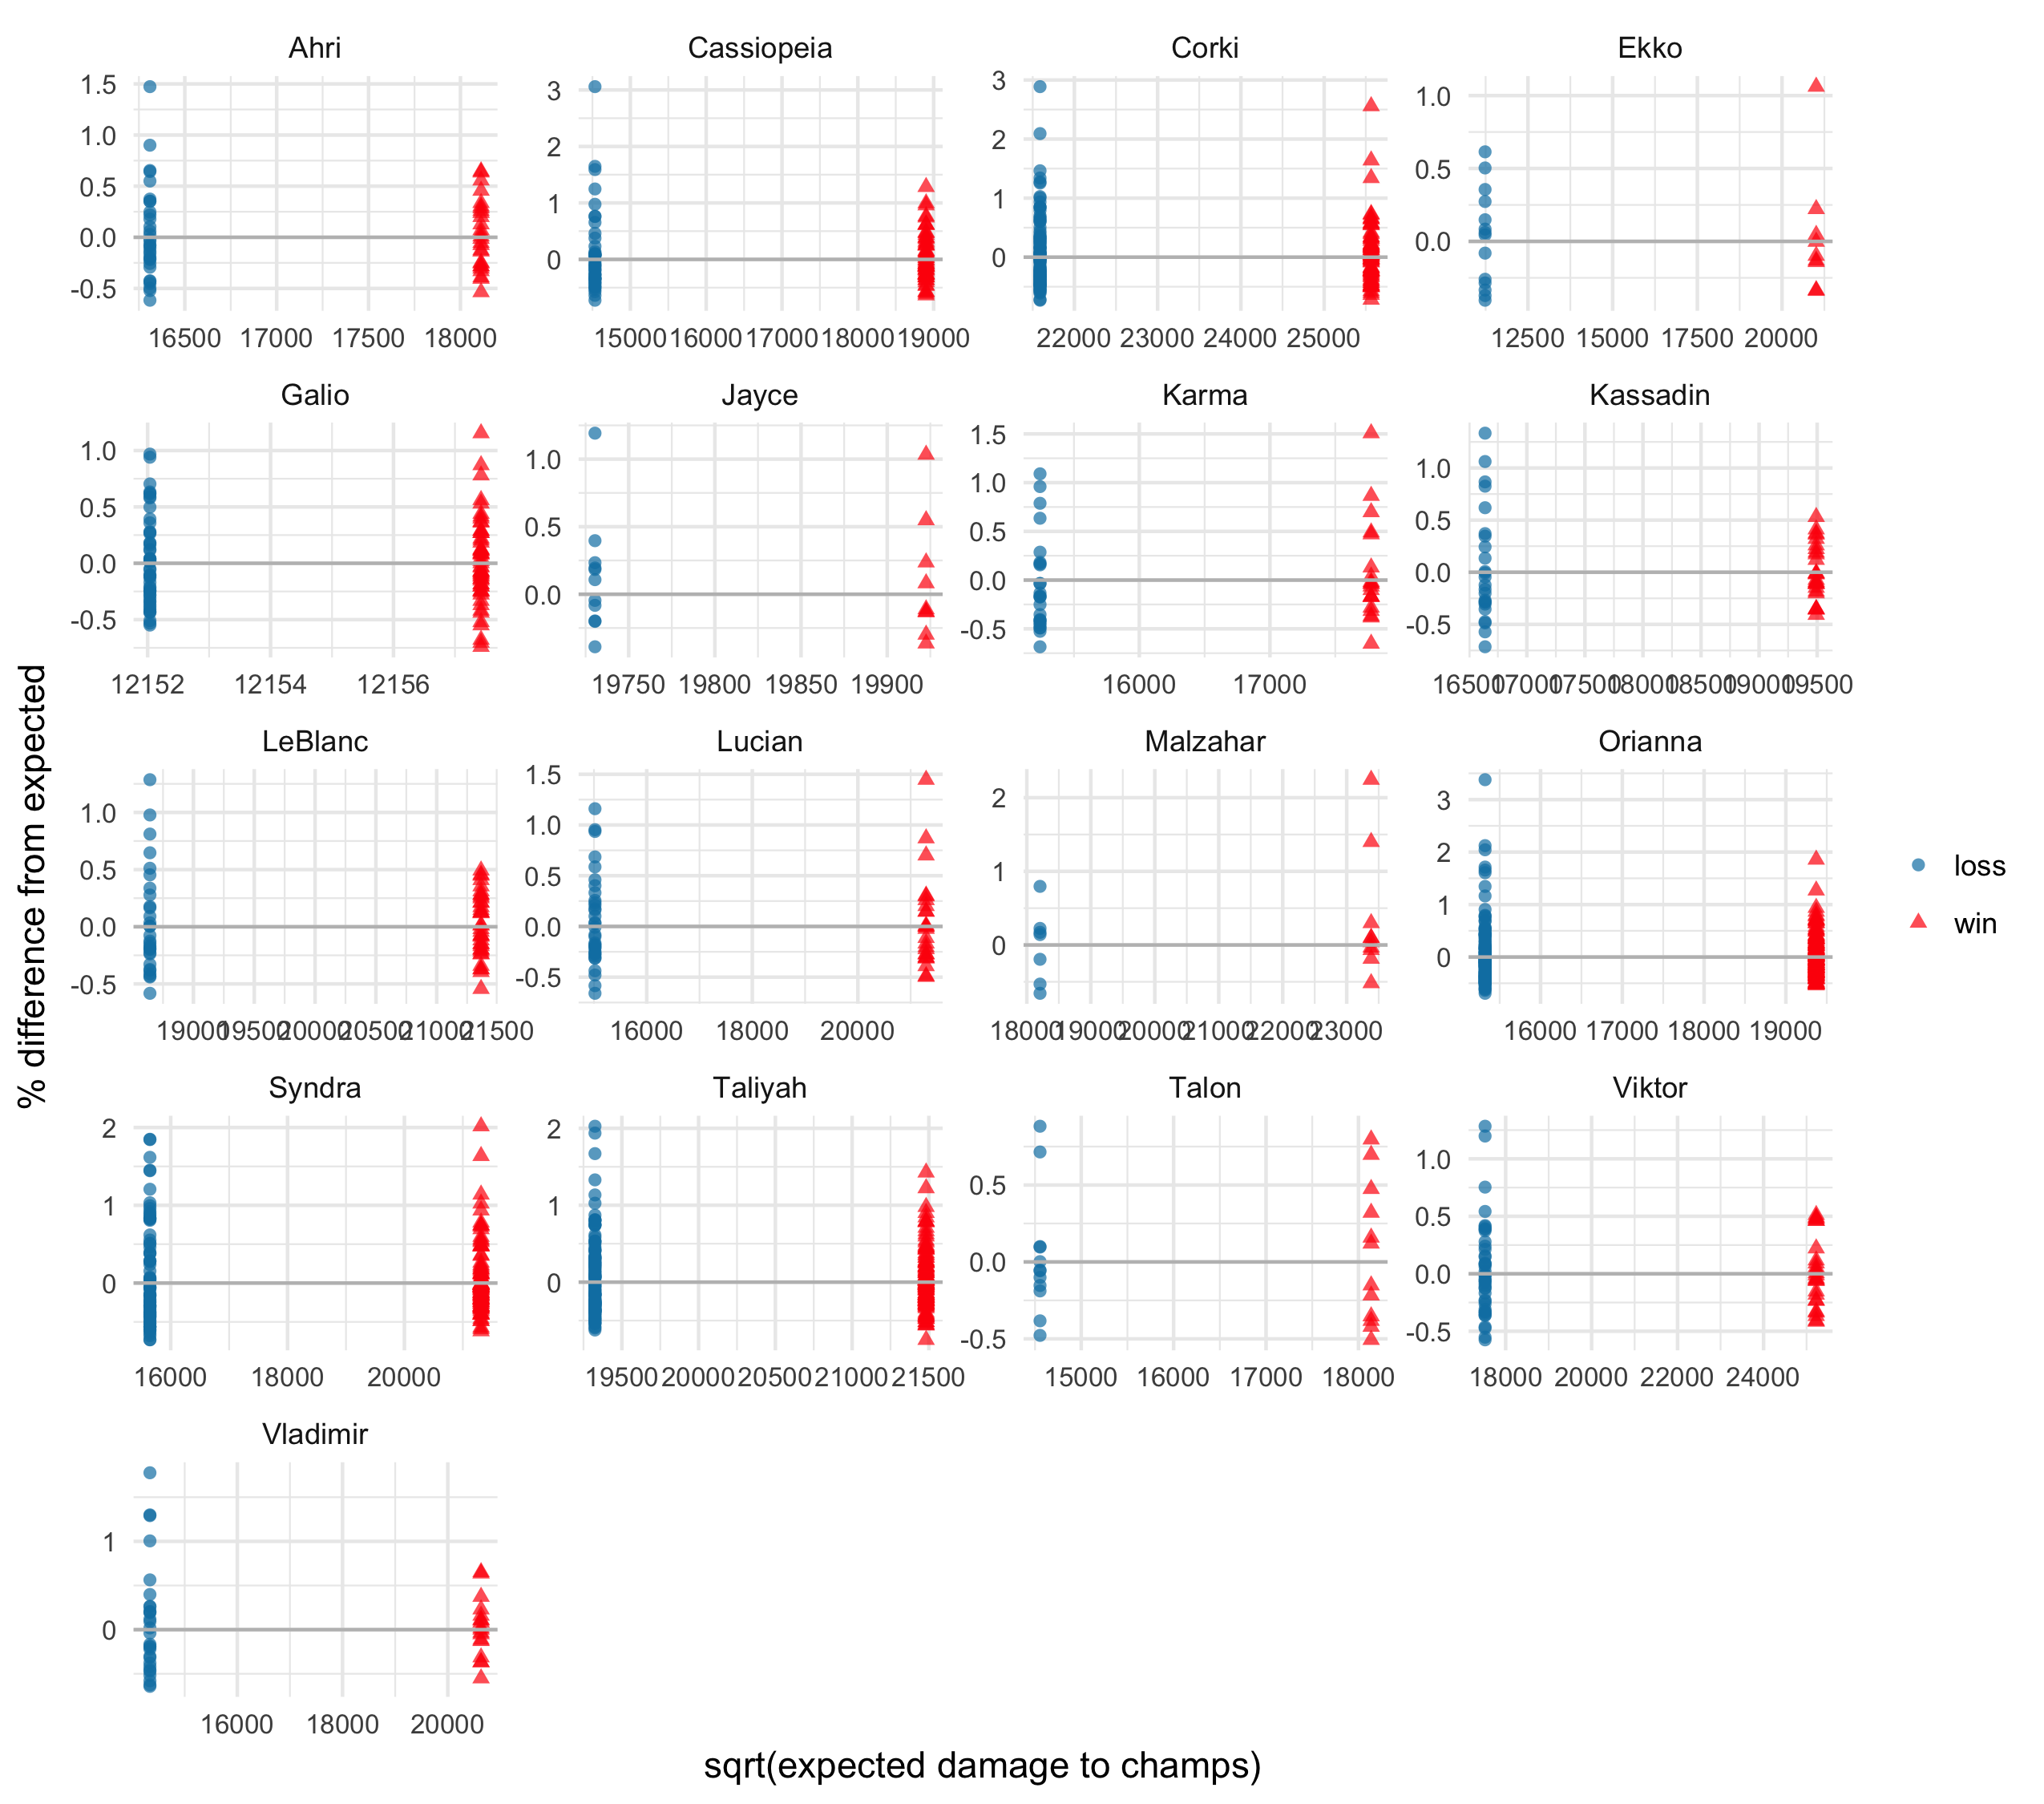 Ahri
Cassiopeia
Corki
Ekko
1.5
1.0
0.5
0.0
-0.5
3
2
1
0
3
2
1
0
1.0
0.5
0.0
16500 17000 17500 18000
15000 16000 17000 18000 19000
22000 23000 24000 25000
12500 15000 17500 20000
Galio
Jayce
Karma
Kassadin
1.0
0.5
0.0
-0.5
1.0
0.5
0.0
1.5
1.0
0.5
0.0
-0.5
1.0
0.5
0.0
-0.5
12152 12154 12156
19750 19800 19850 19900
16000 17000
16500 17000 17500 18000 18500 19000 19500
LeBlanc
Lucian
Malzahar
Orianna
1.0
0.5
0.0
-0.5
1.5
1.0
0.5
0.0
-0.5
2
1
0
3
2
1
0
19000 19500 20000 20500 21000 21500
16000 18000 20000
18000 19000 20000 21000 22000 23000
16000 17000 18000 19000
Syndra
Taliyah
Talon
Viktor
2
1
0
2
1
0
0.5
0.0
-0.5
1.0
0.5
0.0
-0.5
16000 18000 20000
19500 20000 20500 21000 21500
15000 16000 17000 18000
18000 20000 22000 24000
Vladimir
1
0
16000 18000 20000
% difference from expected
sqrt(expected damage to champs)
loss
win